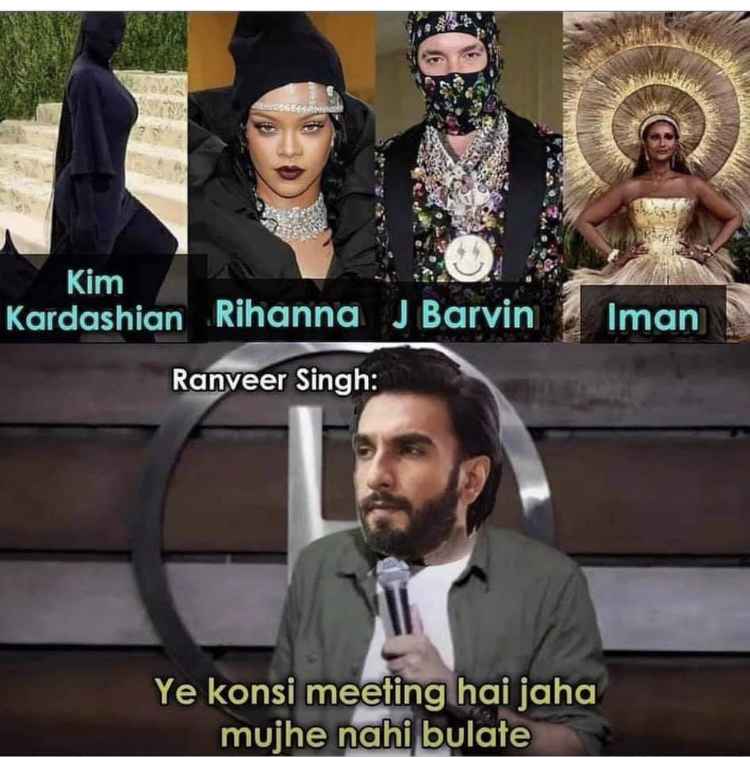 Kim
Kardashian
Rihanna
J Barvin
Iman
Ranveer Singh:
Ye konsi meeting hai jaha
mujhe nahi bulate